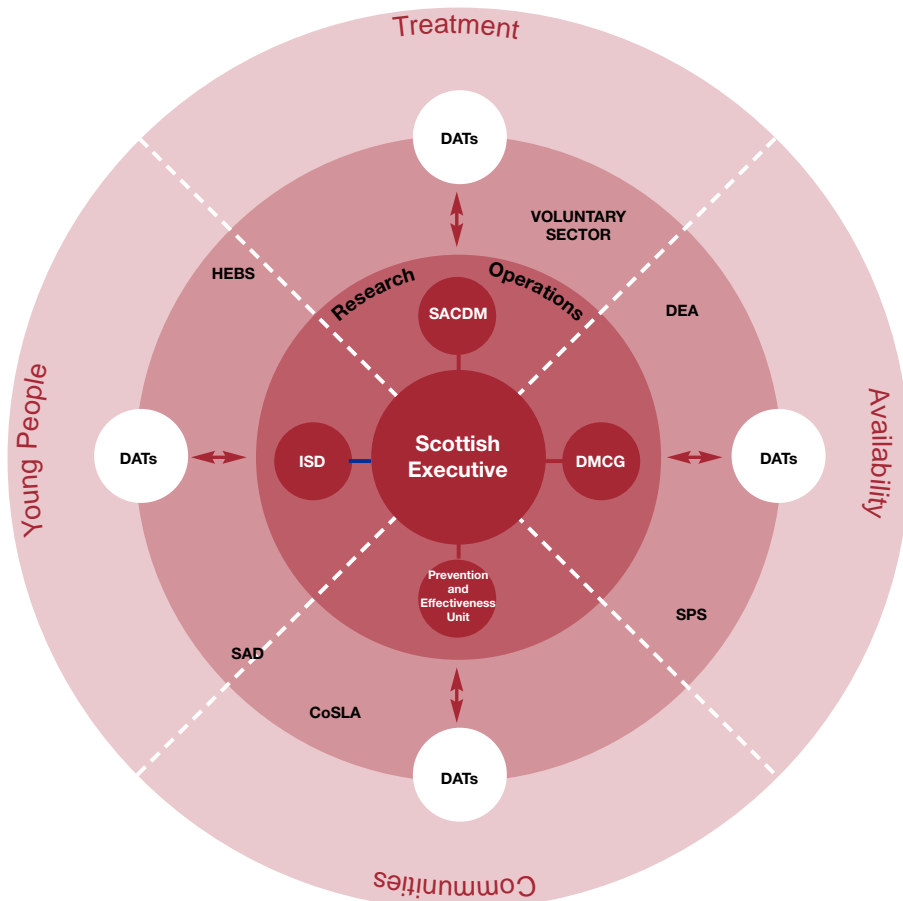 Treatment
DATs
VOLUNTARY
SECTOR
HEBS
Research
Operations
SACDM
DEA
Young People
DATs
ISD
Scottish
Executive
DMCG
DATs
Availability
Prevention
and
Effectiveness
Unit
SPS
SAD
CoSLA
DATs
Communities